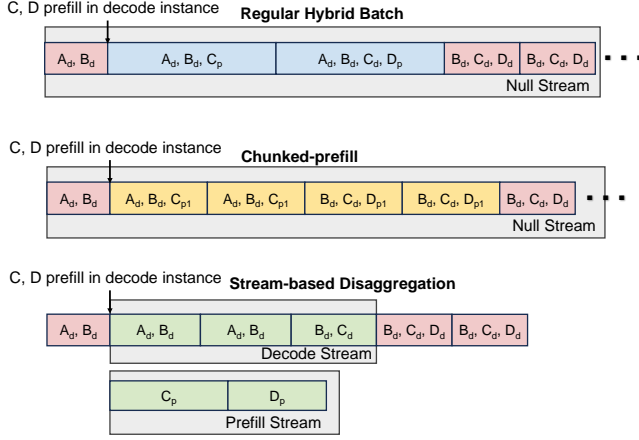 C, D prefill in decode instance
Regular Hybrid Batch
A_d, B_d
A_d, B_d, C_p
A_d, B_d, C_d, D_p
B_d, C_d, D_d
B_d, C_d, D_d
Null Stream
C, D prefill in decode instance
Chunked-prefill
A_d, B_d
A_d, B_d, C_p1
A_d, B_d, C_p1
B_d, C_d, D_p1
B_d, C_d, D_p1
B_d, C_d, D_d
Null Stream
C, D prefill in decode instance
Stream-based Disaggregation
A_d, B_d
A_d, B_d
A_d, B_d
B_d, C_d
B_d, C_d, D_d
B_d, C_d, D_d
Decode Stream
C_p
D_p
Prefill Stream